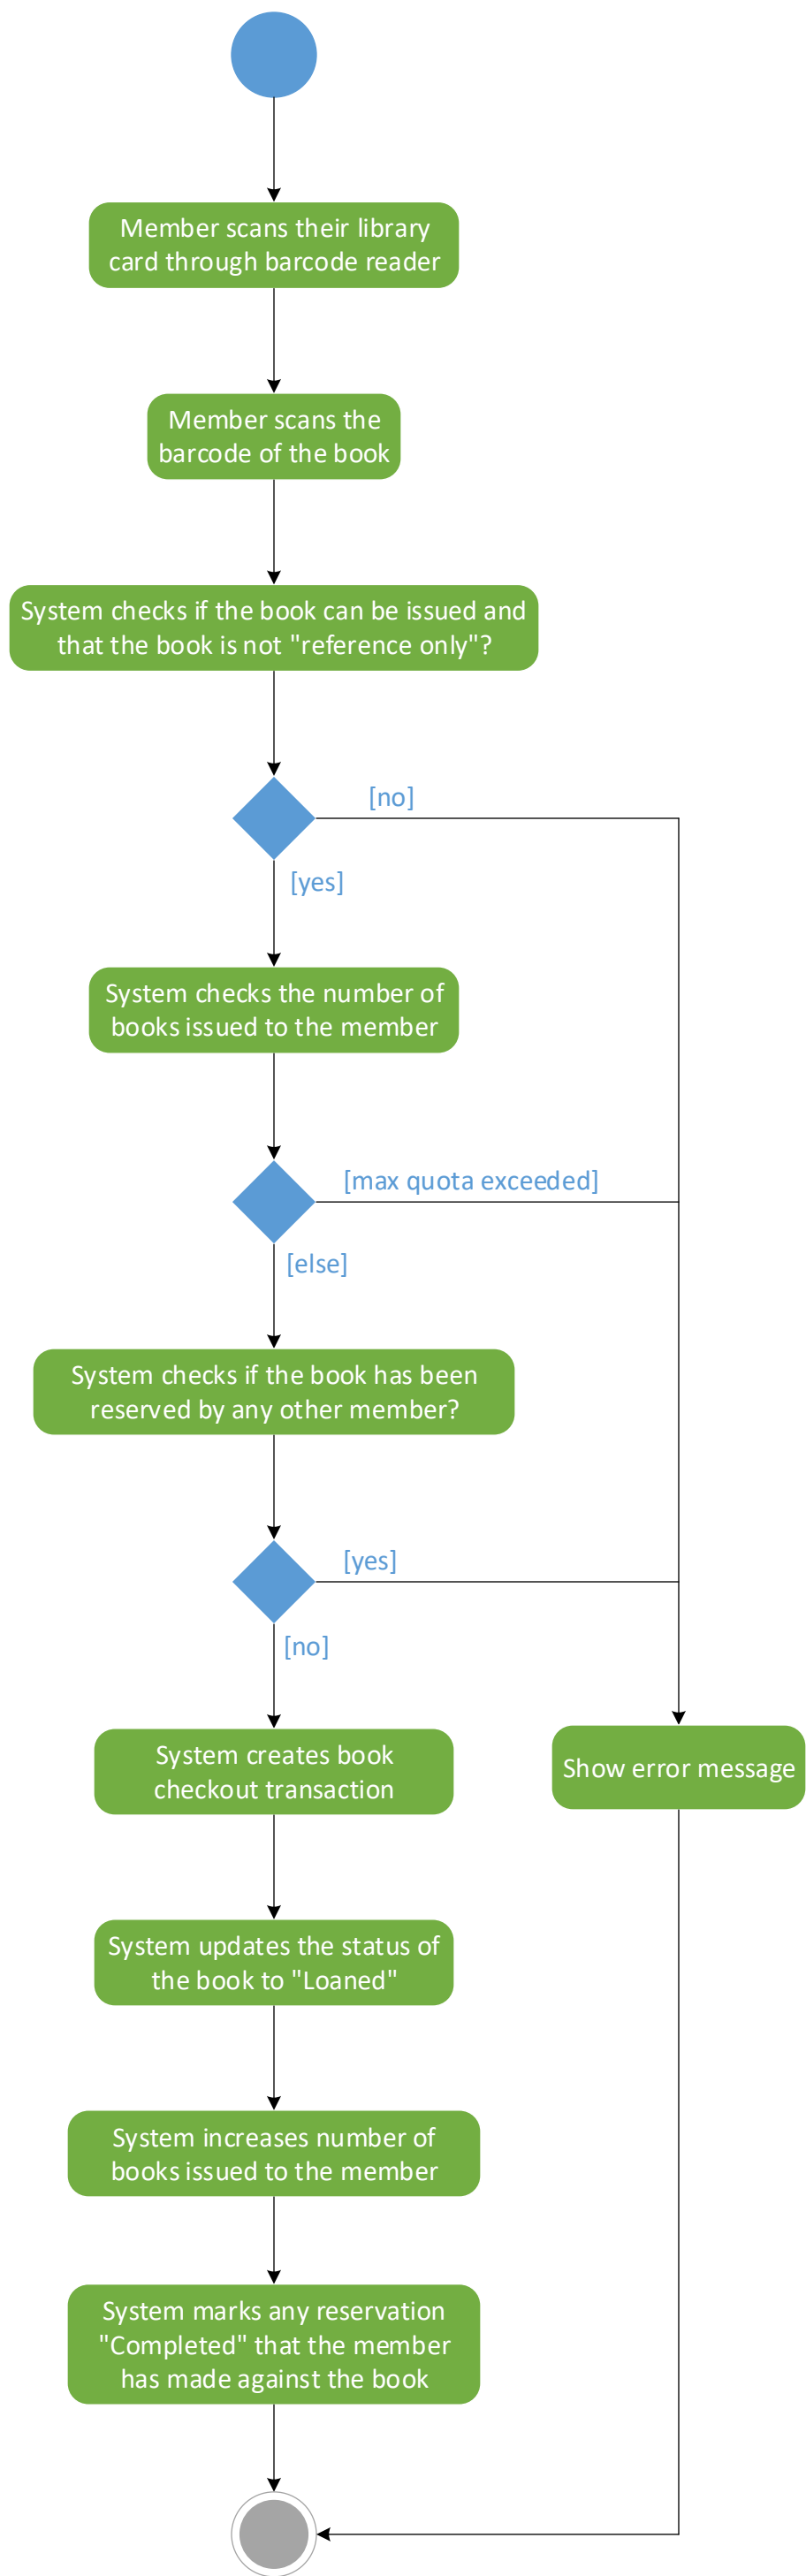 Member scans their library
card through barcode reader
Member scans the
barcode of the book
System checks if the book can be issued and
that the book is not "reference only"?
[no]
[yes]
System checks the number of
books issued to the member
[max quota exceeded]
[else]
System checks if the book has been
reserved by any other member?
[yes]
[no]
System creates book
checkout transaction
Show error message
System updates the status of
the book to "Loaned"
System increases number of
books issued to the member
System marks any reservation
"Completed" that the member
has made against the book